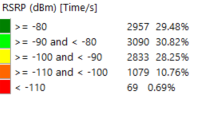 RSRP (dBm) [Time/s]
>= -80 2957 29.48%
>= -90 and < -80 3090 30.82%
>= -100 and < -90 2833 28.25%
>= -110 and < -100 1079 10.76%
< -110 69 0.69%